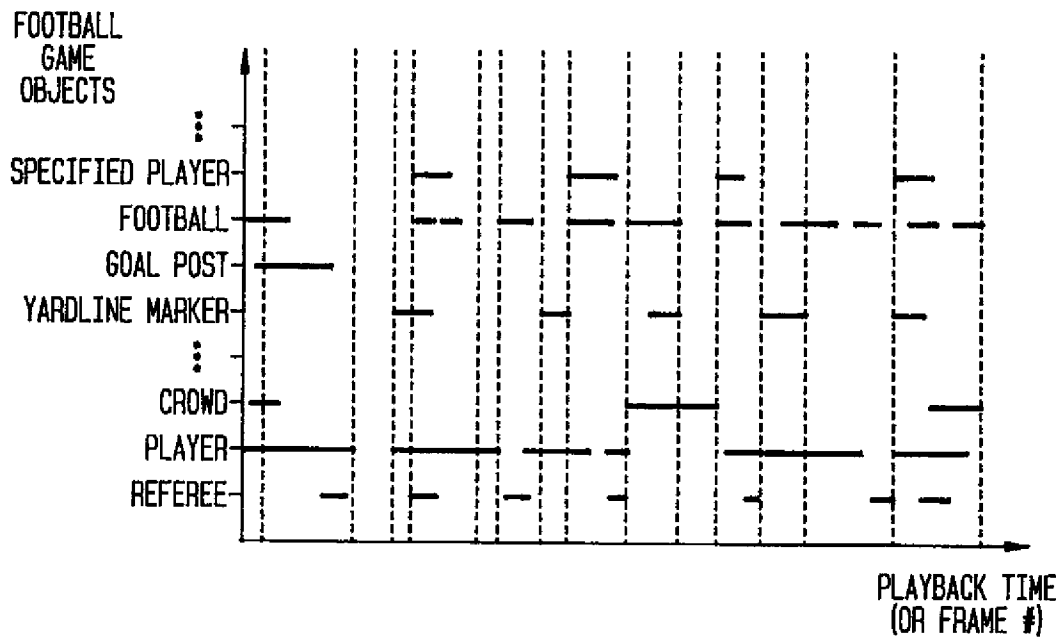 FOOTBALL
GAME
OBJECTS
SPECIFIED PLAYER
FOOTBALL
GOAL POST
YARDLINE MARKER
CROWD
PLAYER
REFEREE
PLAYBACK TIME
(OR FRAME #)